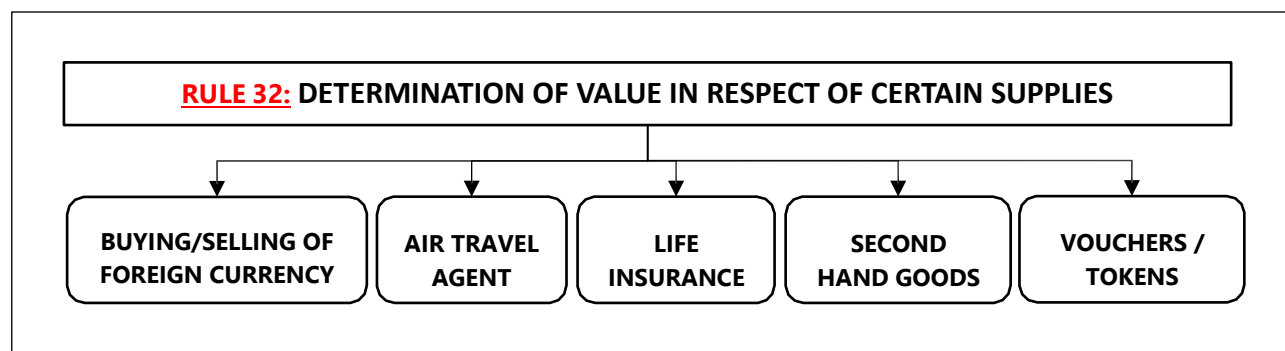 RULE 32: DETERMINATION OF VALUE IN RESPECT OF CERTAIN SUPPLIES
BUYING/SELLING OF
FOREIGN CURRENCY
AIR TRAVEL
AGENT
LIFE
INSURANCE
SECOND
HAND GOODS
VOUCHERS /
TOKENS